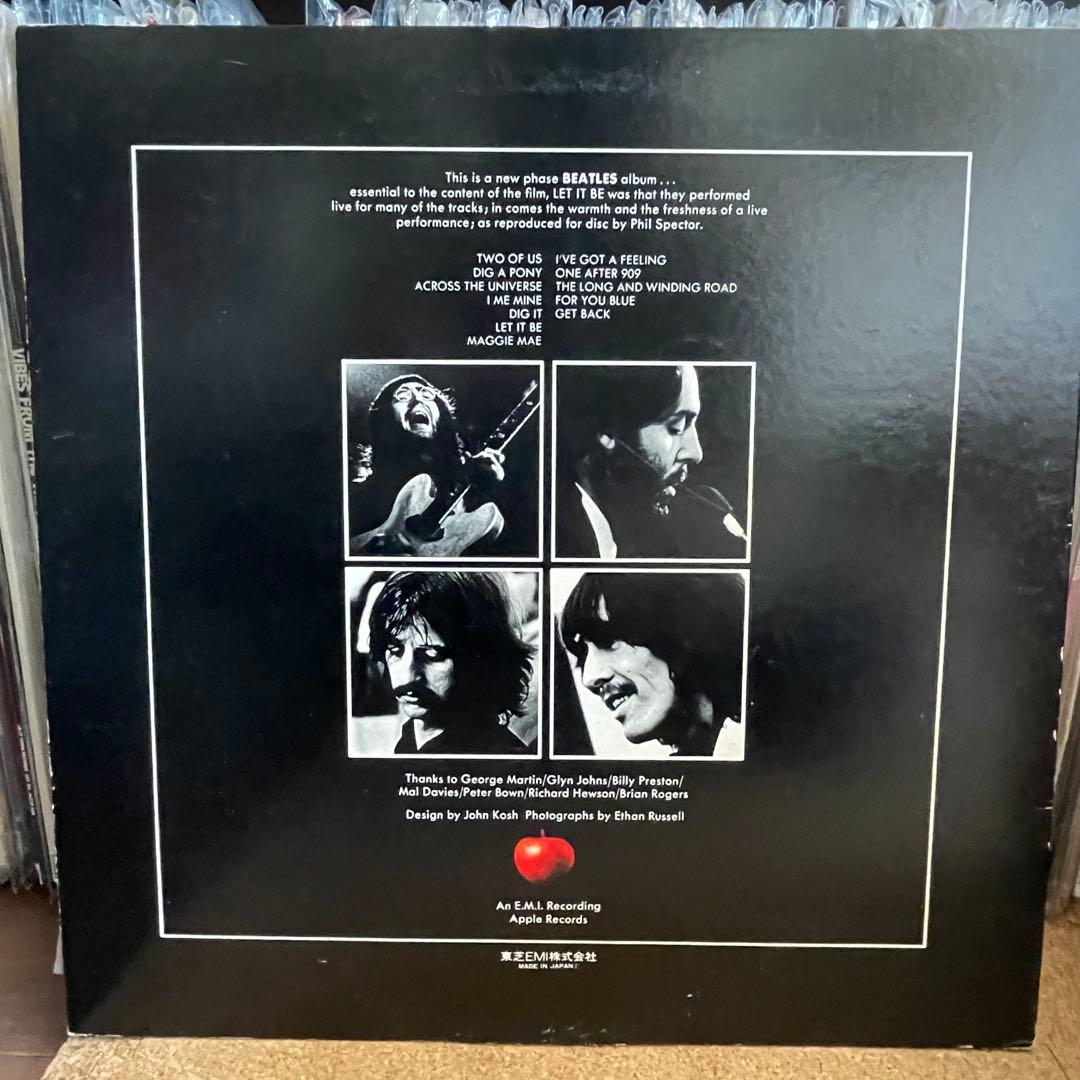 This is a new phase BEATLES album...
essential to the content of the film, LET IT BE was that they performed
live for many of the tracks; in comes the warmth and the freshness of a live
performance; as reproduced for disc by Phil Spector.
TWO OF US
DIG A PONY
ACROSS THE UNIVERSE
I ME MINE
DIG IT
LET IT BE
MAGGIE MAE
I'VE GOT A FEELING
ONE AFTER 909
THE LONG AND WINDING ROAD
FOR YOU BLUE
GET BACK
Thanks to George Martin/Glyn Johns/Billy Preston/
Mal Davies/Peter Bown/Richard Hewson/Brian Rogers
Design by John Kosh Photographs by Ethan Russell
An E.M.I. Recording
Apple Records
東芝EMI株式会社
MADE IN JAPAN
VIBES FROM